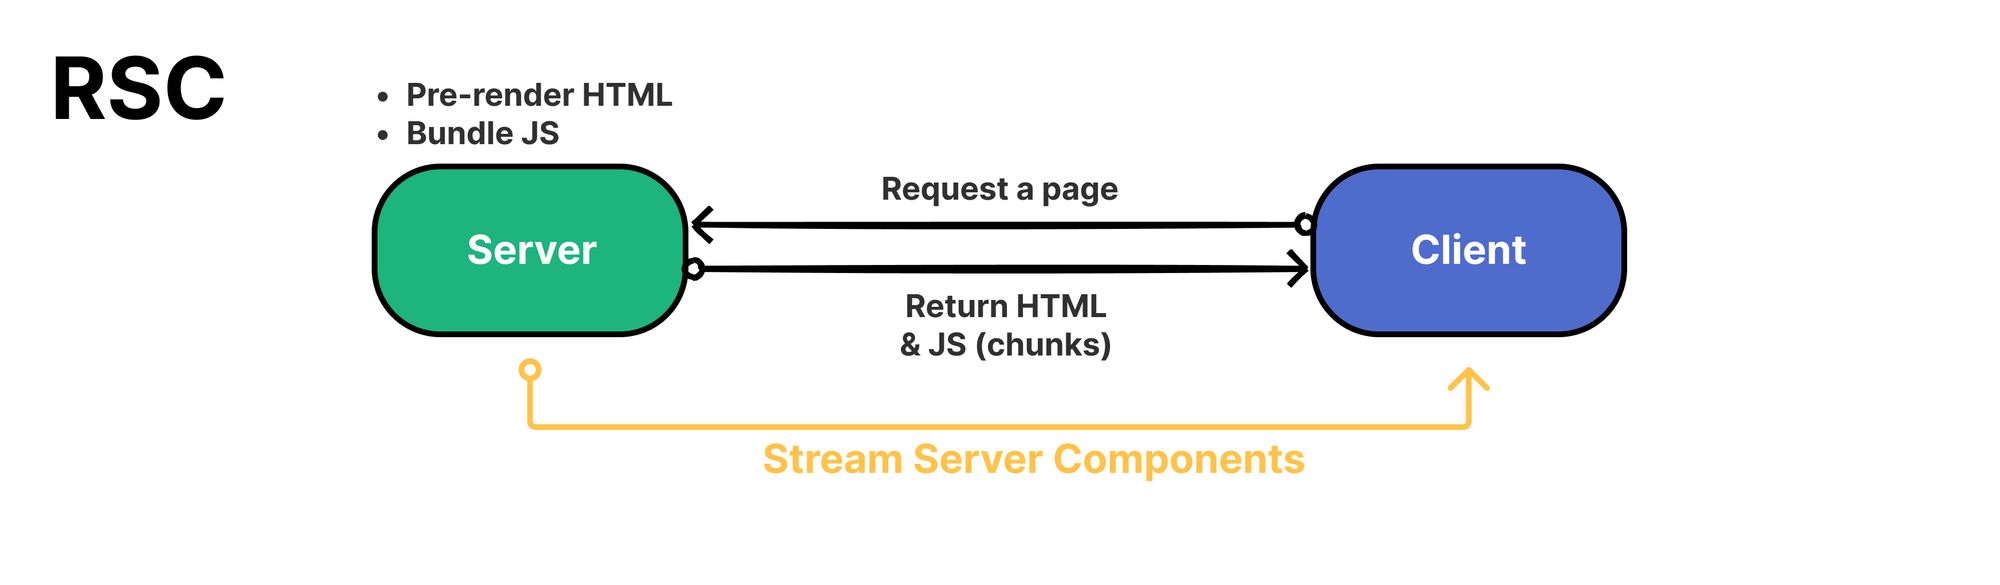 RSC
• Pre-render HTML
• Bundle JS
Server
Request a page
Return HTML
& JS (chunks)
Client
Stream Server Components